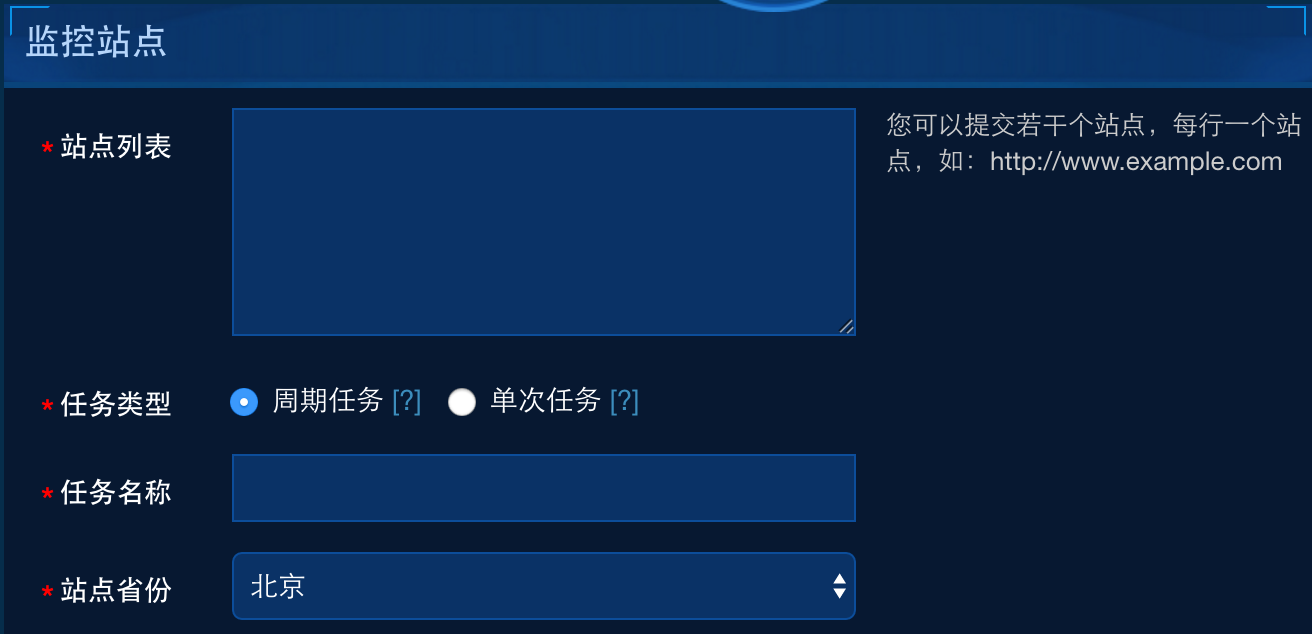 监控站点
* 站点列表
您可以提交若干个站点，每行一个站
点，如：http://www.example.com
* 任务类型 周期任务 [?] 单次任务 [?]
* 任务名称
* 站点省份 北京